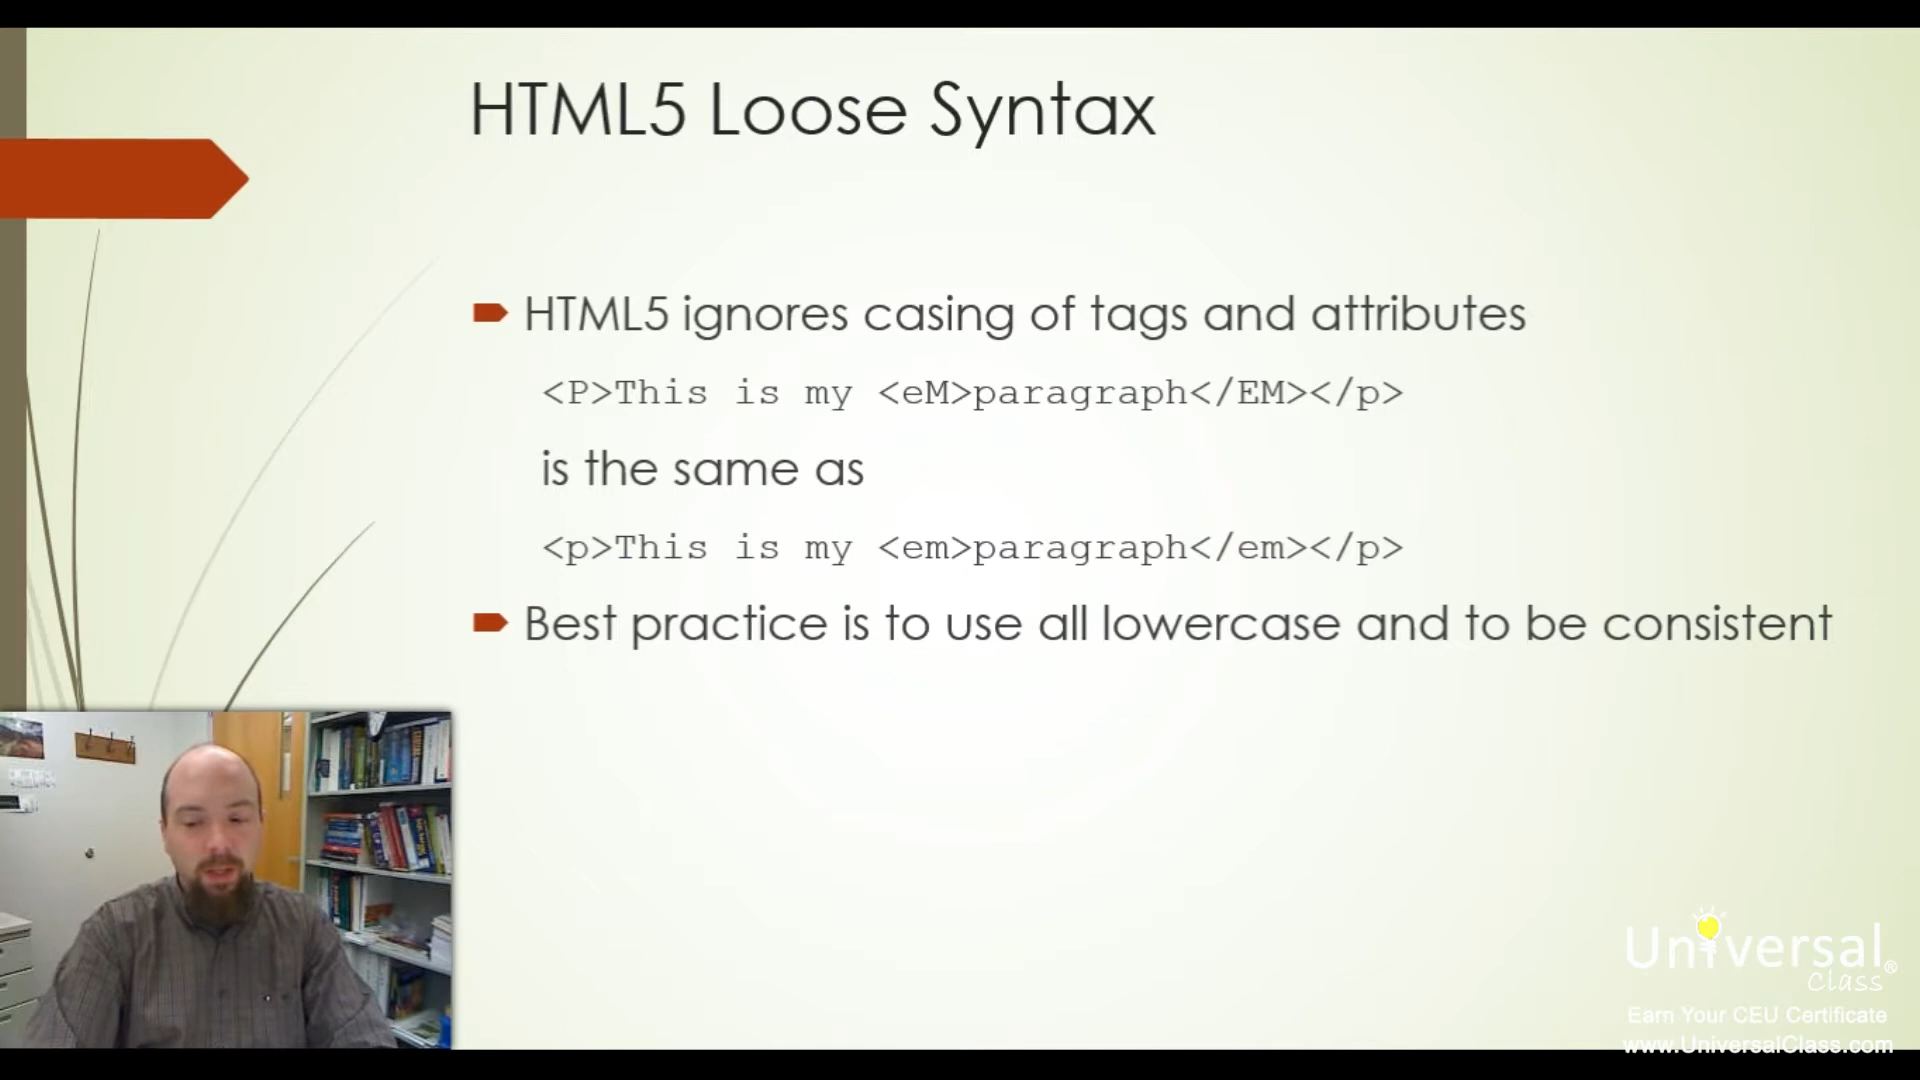 HTML5 Loose Syntax
HTML5 ignores casing of tags and attributes
<P>This is my <eM>paragraph</EM></p>
is the same as
<p>This is my <em>paragraph</em></p>
Best practice is to use all lowercase and to be consistent
Universal®
Class
Earn Your CEU Certificate
www.UniversalClass.com